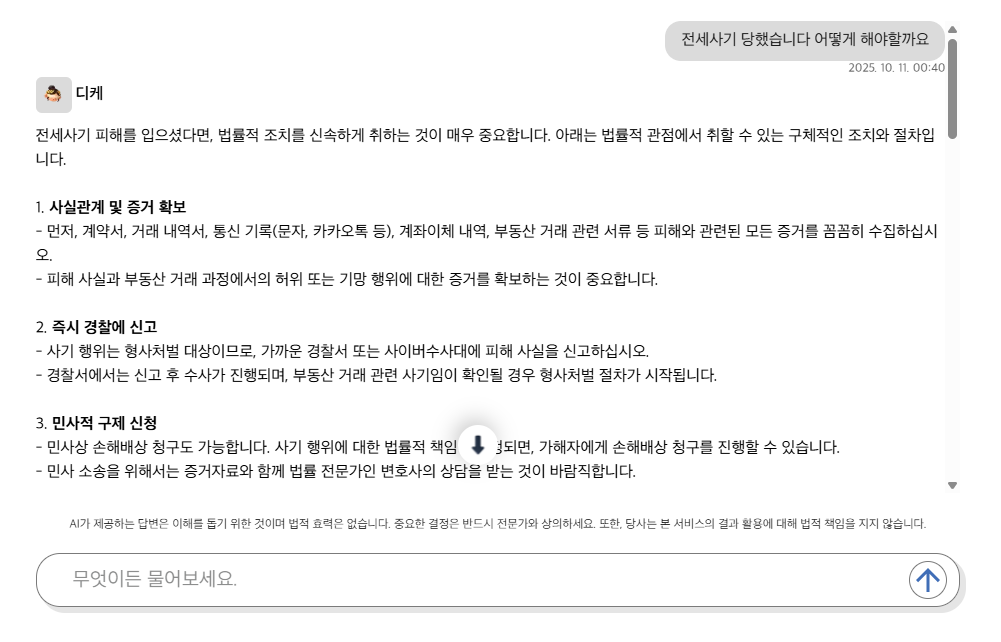 전세사기 당했습니다 어떻게 해야할까요
2025. 10. 11. 00:40
디케
전세사기 피해를 입으셨다면, 법률적 조치를 신속하게 취하는 것이 매우 중요합니다. 아래는 법률적 관점에서 취할 수 있는 구체적인 조치와 절차입
니다.
1. 사실관계 및 증거 확보
- 먼저, 계약서, 거래 내역서, 통신 기록(문자, 카카오톡 등), 계좌이체 내역, 부동산 거래 관련 서류 등 피해와 관련된 모든 증거를 꼼꼼히 수집하십시
오.
- 피해 사실과 부동산 거래 과정에서의 허위 또는 기망 행위에 대한 증거를 확보하는 것이 중요합니다.
2. 즉시 경찰에 신고
- 사기 행위는 형사처벌 대상이므로, 가까운 경찰서 또는 사이버수사대에 피해 사실을 신고하십시오.
- 경찰서에서는 신고 후 수사가 진행되며, 부동산 거래 관련 사기임이 확인될 경우 형사처벌 절차가 시작됩니다.
3. 민사적 구제 신청
- 민사상 손해배상 청구도 가능합니다. 사기 행위에 대한 법률적 책임 되면, 가해자에게 손해배상 청구를 진행할 수 있습니다.
- 민사 소송을 위해서는 증거자료와 함께 법률 전문가인 변호사의 상담을 받는 것이 바람직합니다.
AI가 제공하는 답변은 이해를 돕기 위한 것이며 법적 효력은 없습니다. 중요한 결정은 반드시 전문가와 상의하세요. 또한, 당사는 본 서비스의 결과 활용에 대해 법적 책임을 지지 않습니다.
무엇이든 물어보세요.